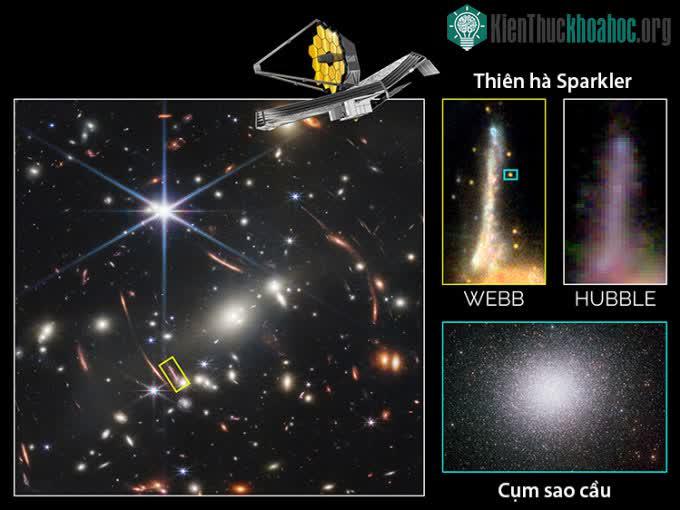 KienThuckhoahoc.org
Thiên hà Sparkler
WEBB
HUBBLE
Cụm sao cầu